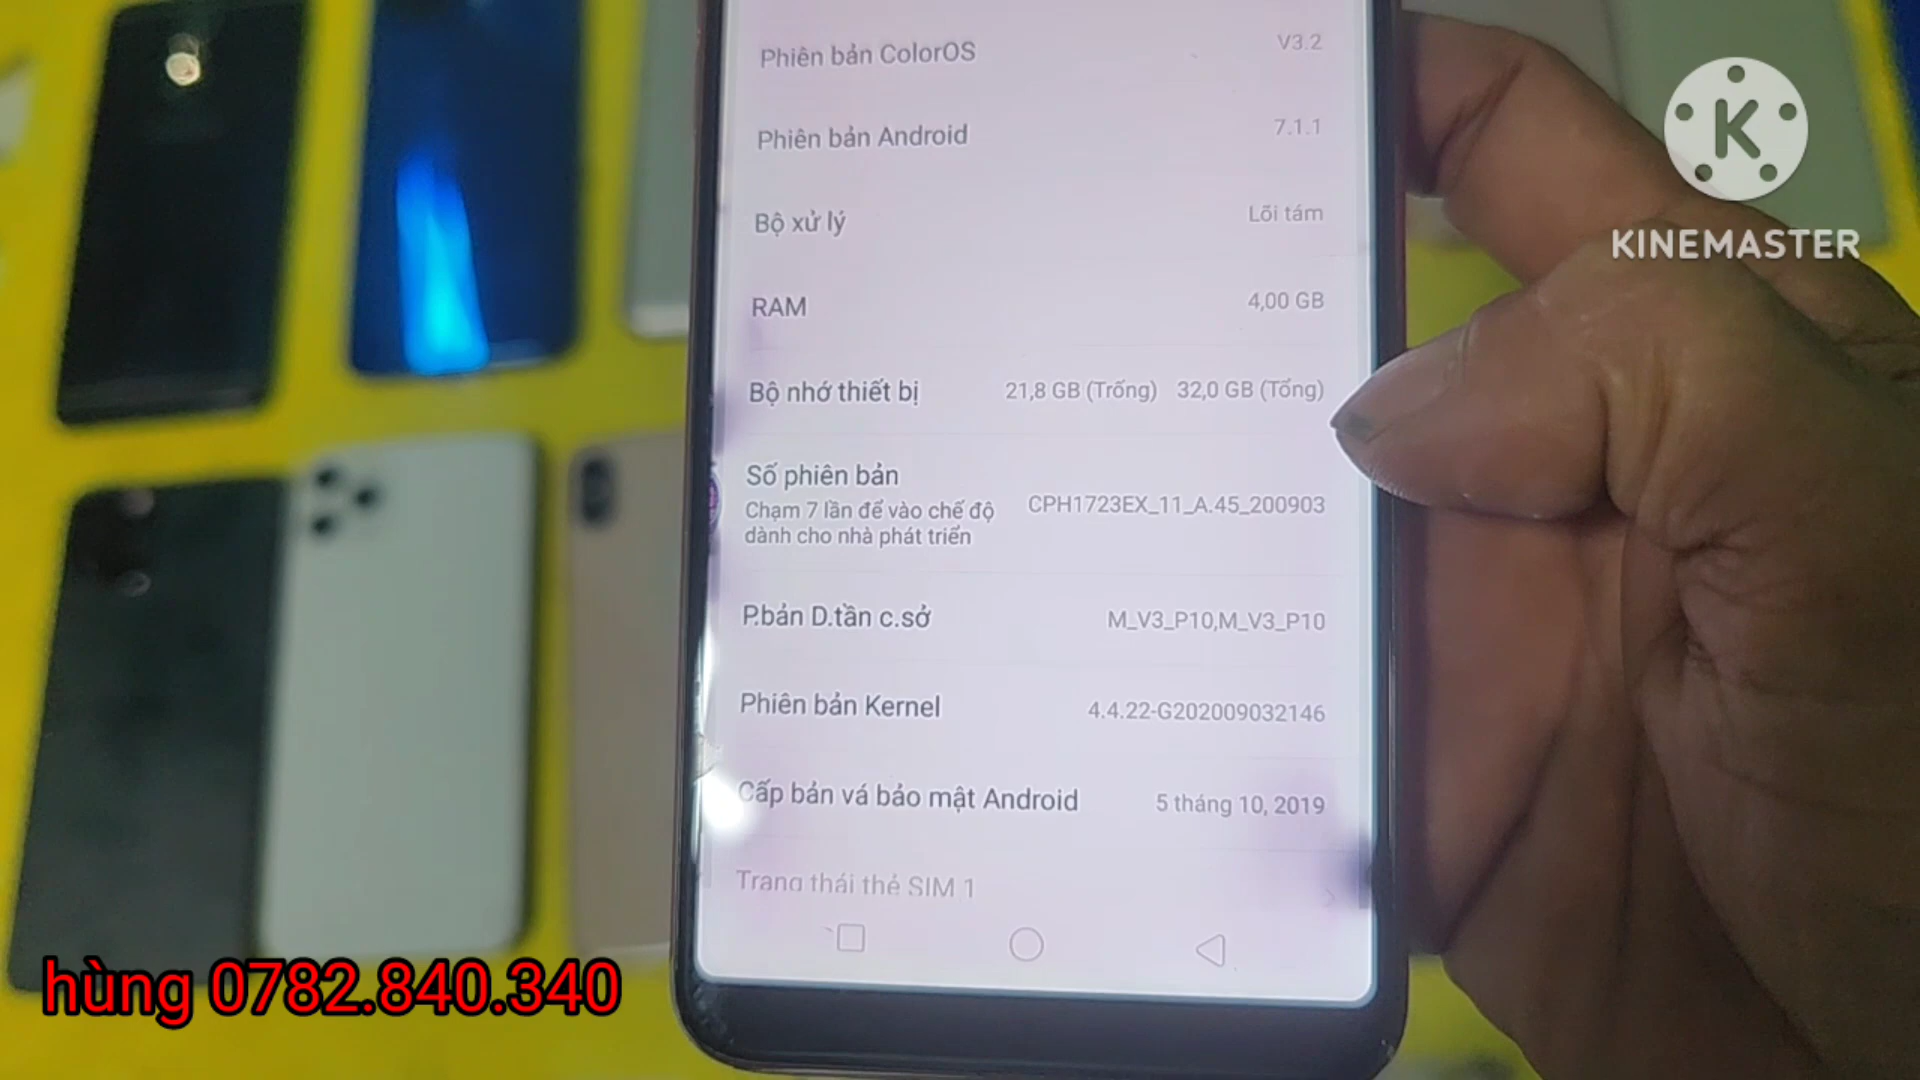 Phiên bản ColorOS V3.2
Phiên bản Android 7.1.1
Bộ xử lý Lõi tám
RAM 4,00 GB
Bộ nhớ thiết bị 21,8 GB (Trống) 32,0 GB (Tổng)
Số phiên bản
Chạm 7 lần để vào chế độ
dành cho nhà phát triển
CPH1723EX_11_A.45_200903
P.bản D.tần c.sở M_V3_P10,M_V3_P10
Phiên bản Kernel 4.4.22-G202009032146
Cấp bản vá bảo mật Android 5 tháng 10, 2019
Trạng thái thẻ SIM 1
K
KINEMASTER
hùng 0782.840.340